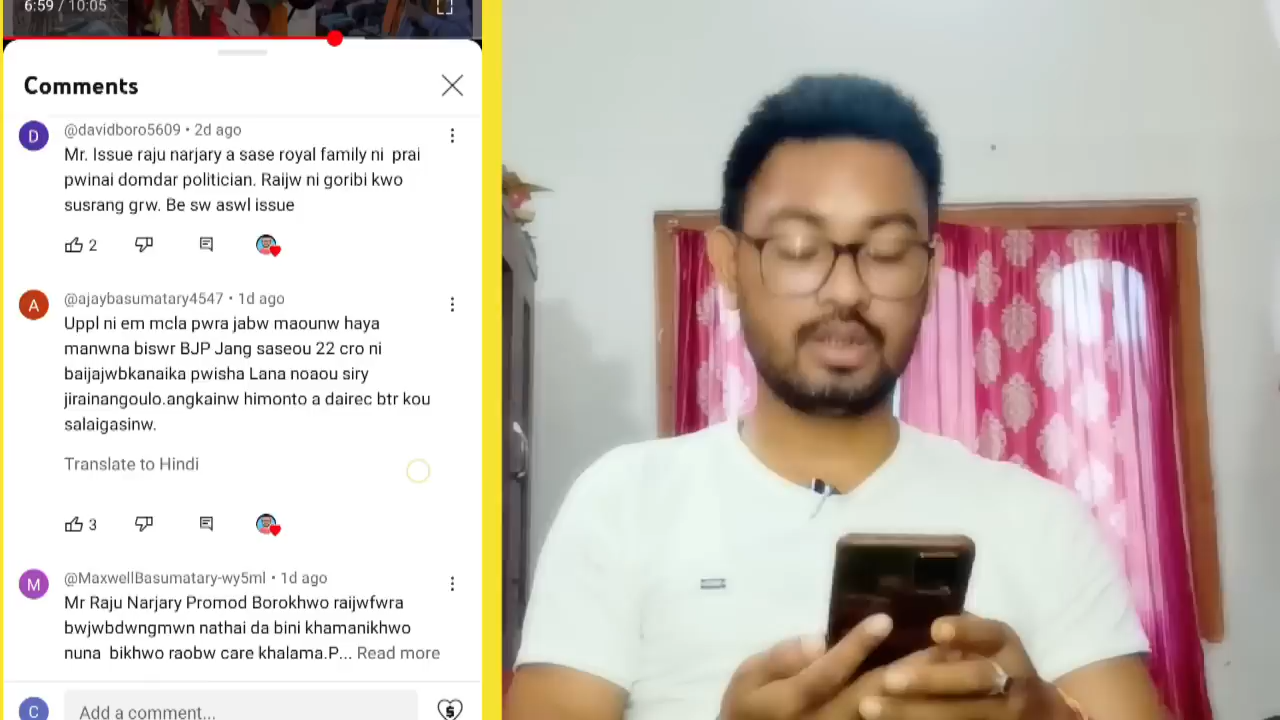 6:59 / 10:05
Comments
D
@davidboro5609 • 2d ago
Mr. Issue raju narjary a sase royal family ni prai
pwinai domdar politician. Raijw ni goribi kwo
susrang grw. Be sw aswl issue
2
A
@ajaybasumatary4547 • 1d ago
Uppl ni em mcla pwra jabw maounw haya
manwna biswr BJP Jang saseou 22 cro ni
baijajwbkanaika pwisha Lana noaou siry
jirainangoulo.angkainw himonto a dairec btr kou
salaigasinw.
Translate to Hindi
3
M
@MaxwellBasumatary-wy5ml • 1d ago
Mr Raju Narjary Promod Borokhwo raijwfwra
bwjwbdwngmwn nathai da bini khamanikhwo
nuna bikhwo raobw care khalama.P... Read more
C
Add a comment...